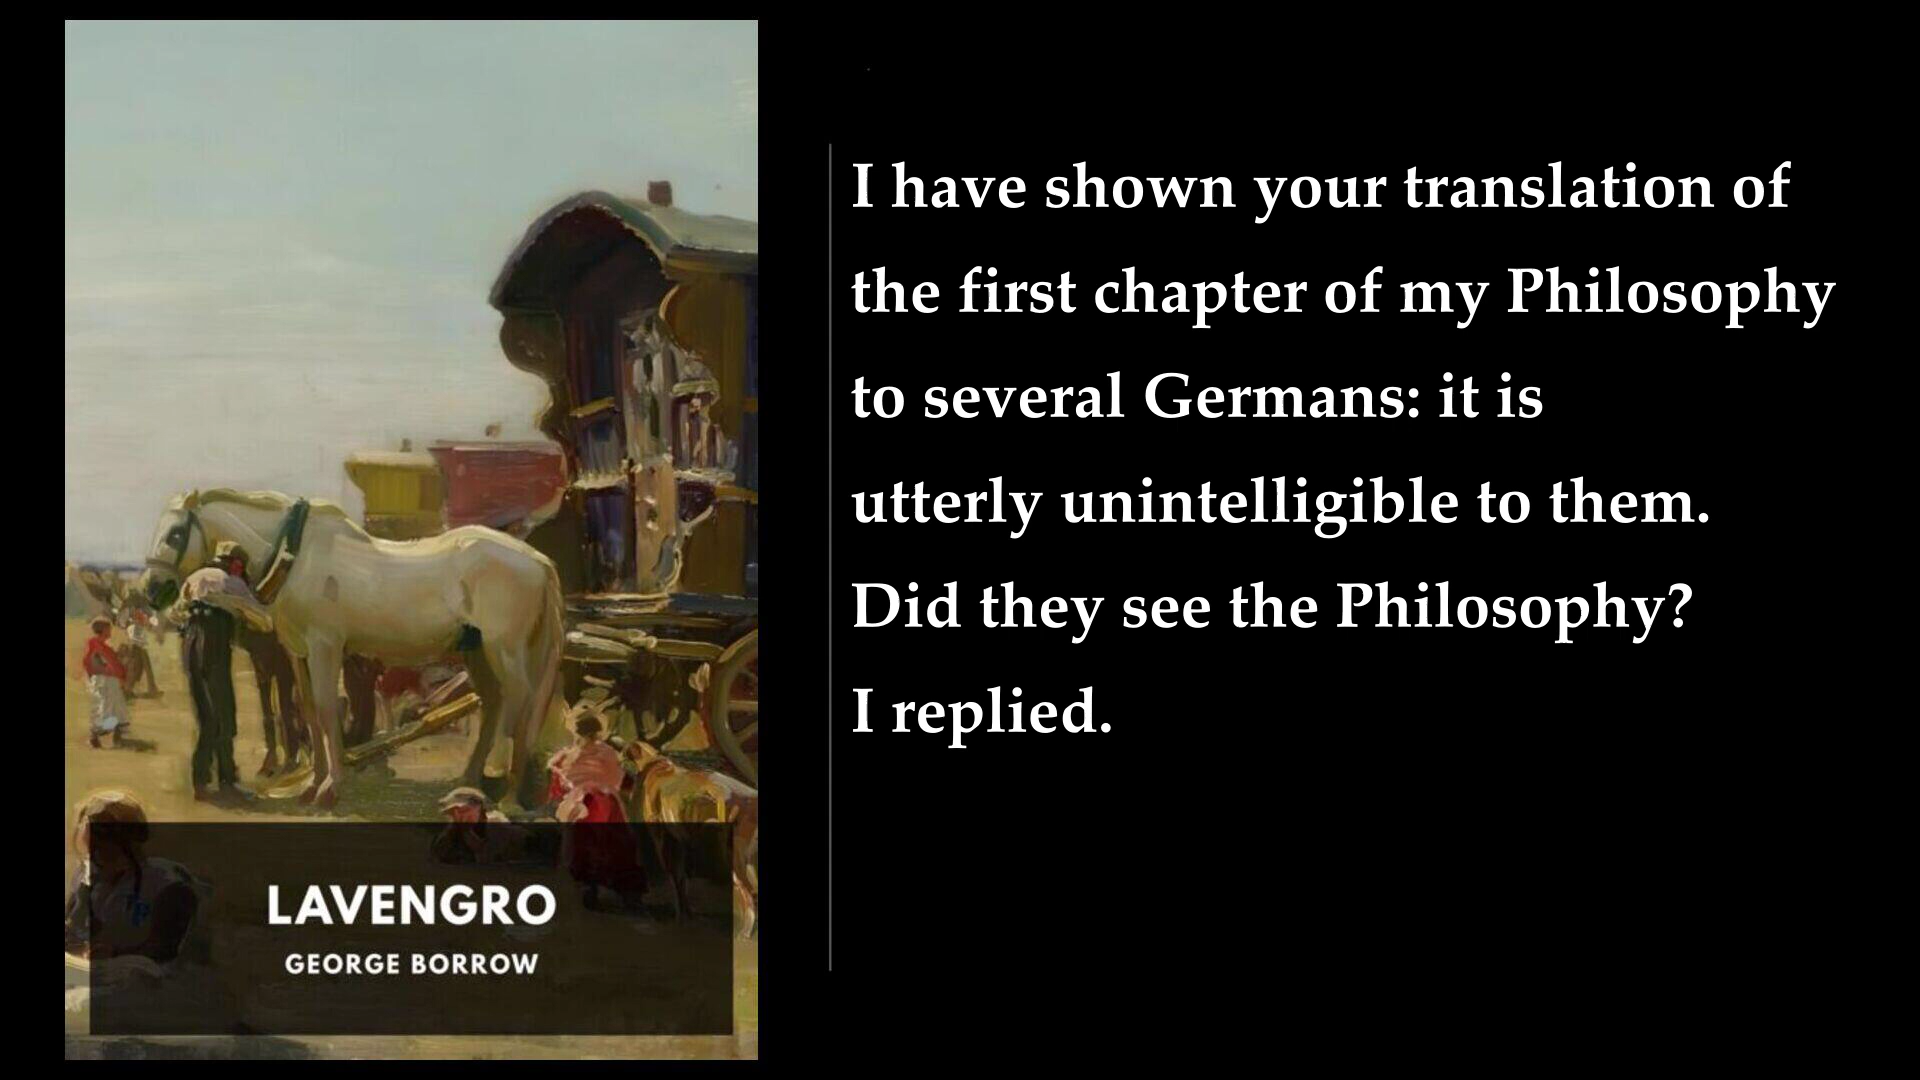 LAVENGRO
GEORGE BORROW
I have shown your translation of
the first chapter of my Philosophy
to several Germans: it is
utterly unintelligible to them.
Did they see the Philosophy?
I replied.